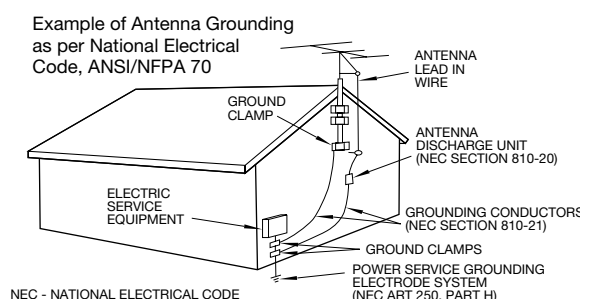 Example of Antenna Grounding
as per National Electrical
Code, ANSI/NFPA 70
ANTENNA
LEAD IN
WIRE
GROUND
CLAMP
ANTENNA
DISCHARGE UNIT
(NEC SECTION 810-20)
ELECTRIC
SERVICE
EQUIPMENT
GROUNDING CONDUCTORS
(NEC SECTION 810-21)
GROUND CLAMPS
POWER SERVICE GROUNDING
ELECTRODE SYSTEM
(NEC ART 250, PART H)
NEC - NATIONAL ELECTRICAL CODE